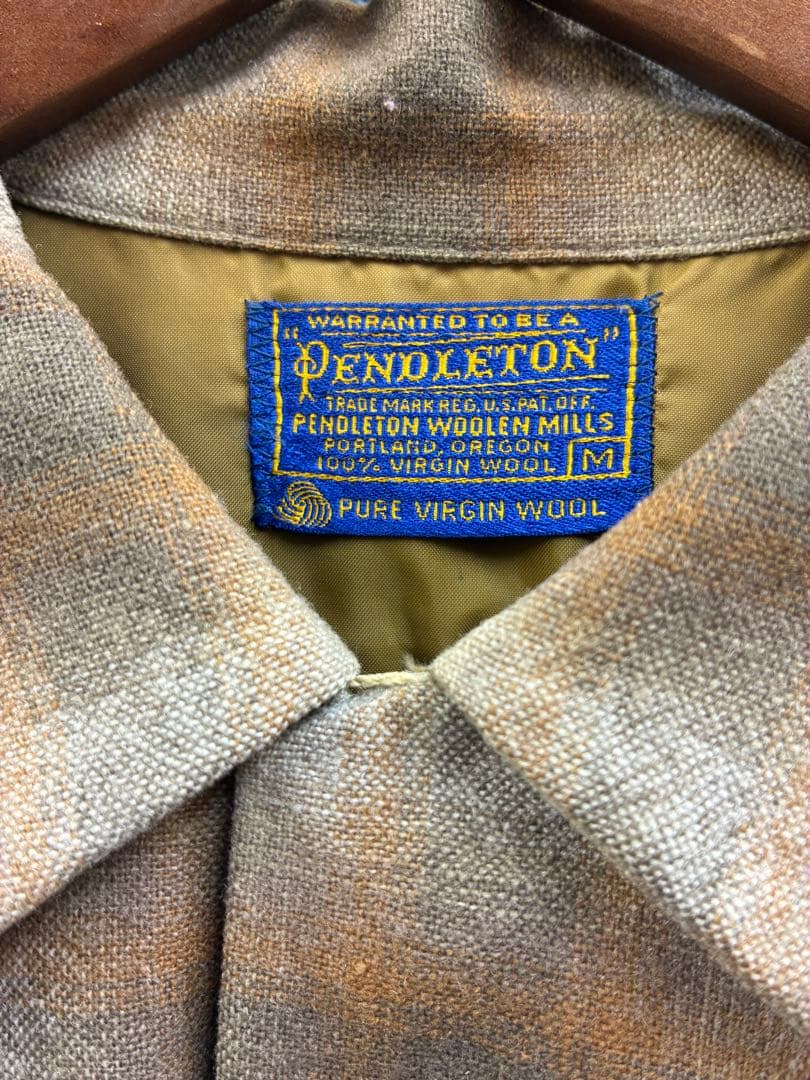 WARRANTED TO BE A
"PENDLETON"
TRADE MARK REG. U.S. PAT. OFF.
PENDLETON WOOLEN MILLS
PORTLAND, OREGON
100% VIRGIN WOOL M
PURE VIRGIN WOOL